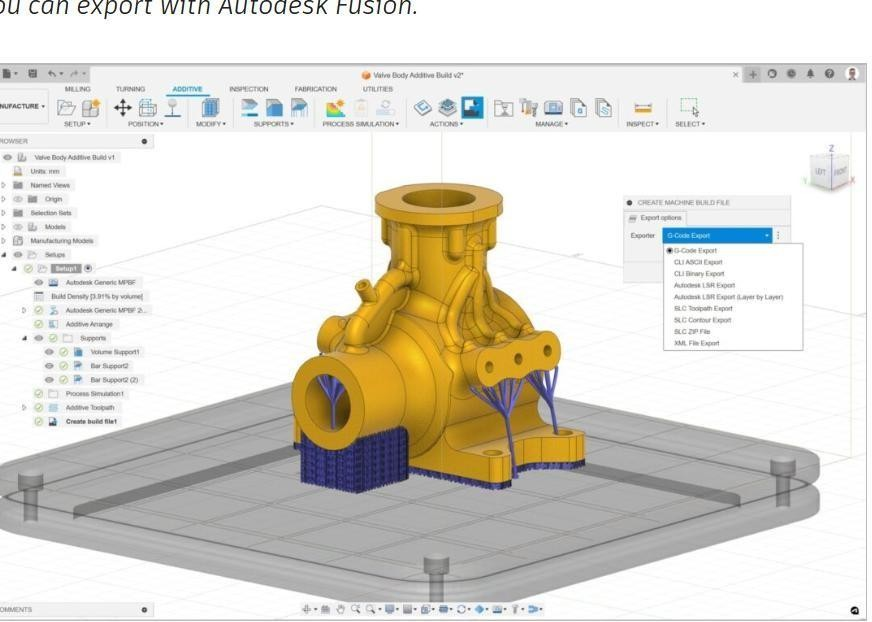 ou can export with Autodesk Fusion.
Valve Body Additive Build v2*
MILLING TURNING ADDITIVE INSPECTION FABRICATION UTILITIES
NUFACTURE
SETUP POSITION MODIFY SUPPORTS PROCESS SIMULATION ACTIONS MANAGE INSPECT SELECT
ROWSER
Valve Body Additive Build v1
Units: mm
Named Views
Origin
Selection Sets
Models
Manufacturing Models
Setups
Setup1
Autodesk Generic MPBF
Build Density [3.91% by volume]
Autodesk Generic MPBF 2...
Additive Arrange
Supports
Volume Support1
Bar Support2
Bar Support2 (2)
Process Simulation1
Additive Toolpath
Create build file1
Z
LEFT FRONT
Y X
CREATE MACHINE BUILD FILE
Export options
Exporter G-Code Export
G-Code Export
CLI ASCII Export
CLI Binary Export
Autodesk LSR Export
Autodesk LSR Export (Layer by Layer)
SLC Toolpath Export
SLC Contour Export
SLC ZIP File
XML File Export
OMMENTS